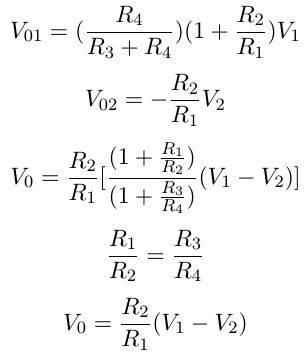 V_{01} = (\frac{R_4}{R_3 + R_4})(1 + \frac{R_2}{R_1})V_1
V_{02} = -\frac{R_2}{R_1}V_2
V_0 = \frac{R_2}{R_1}[\frac{(1 + \frac{R_1}{R_2})}{(1 + \frac{R_3}{R_4})}(V_1 - V_2)]
\frac{R_1}{R_2} = \frac{R_3}{R_4}
V_0 = \frac{R_2}{R_1}(V_1 - V_2)